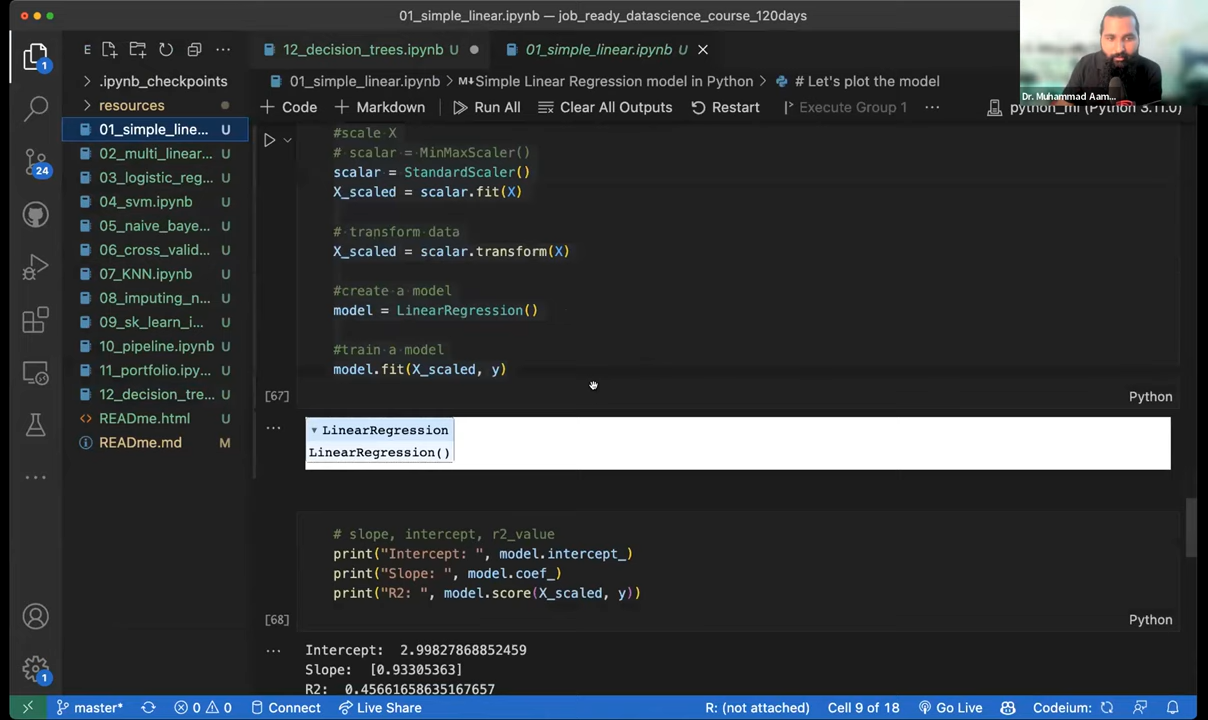 01_simple_linear.ipynb — job_ready_datascience_course_120days
E
12_decision_trees.ipynb U
01_simple_linear.ipynb U
01_simple_linear.ipynb > Simple Linear Regression model in Python > # Let's plot the model
+ Code + Markdown Run All Clear All Outputs Restart Execute Group 1 ... python_ml (Python 3.11.0)
Dr. Muhammad Aam...
.ipynb_checkpoints
resources
01_simple_line... U
02_multi_linear... U
03_logistic_reg... U
04_svm.ipynb U
05_naive_baye... U
06_cross_valid... U
07_KNN.ipynb U
08_imputing_n... U
09_sk_learn_i... U
10_pipeline.ipynb U
11_portfolio.ipy... U
12_decision_tre... U
READme.html U
READme.md M
1
24
1
#scale X
# scalar = MinMaxScaler()
scalar = StandardScaler()
X_scaled = scalar.fit(X)
# transform data
X_scaled = scalar.transform(X)
#create a model
model = LinearRegression()
#train a model
model.fit(X_scaled, y)
[67]
Python
LinearRegression
LinearRegression()
# slope, intercept, r2_value
print("Intercept: ", model.intercept_)
print("Slope: ", model.coef_)
print("R2: ", model.score(X_scaled, y))
[68]
Python
Intercept: 2.99827868852459
Slope: [0.93305363]
R2: 0.45661658635167657
master* 0 0 Connect Live Share R: (not attached) Cell 9 of 18 Go Live Codeium: